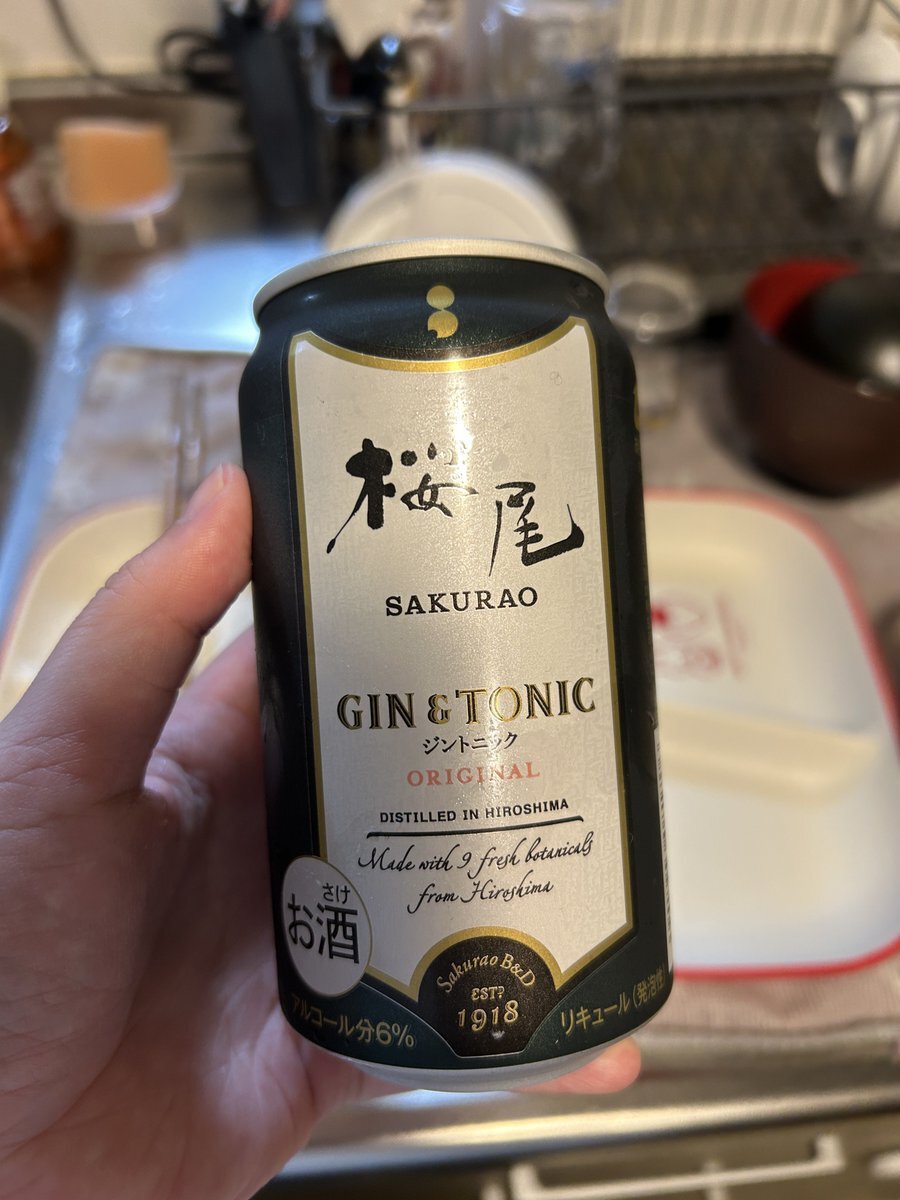 桜尾
SAKURAO
GIN & TONIC
ジントニック
ORIGINAL
DISTILLED IN HIROSHIMA
Made with 9 fresh botanicals
from Hiroshima
さけ
お酒
アルコール分6%
Sakurao B&D
ESTD
1918
リキュール(発泡性)